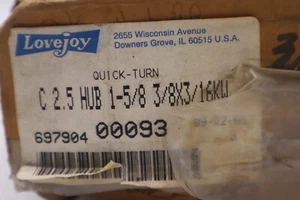 Lovejoy
2655 Wisconsin Avenue
Downers Grove, IL 60515 U.S.A.
QUICK-TURN
C 2.5 HUB 1-5/8 3/8X3/16KW
697904 00093